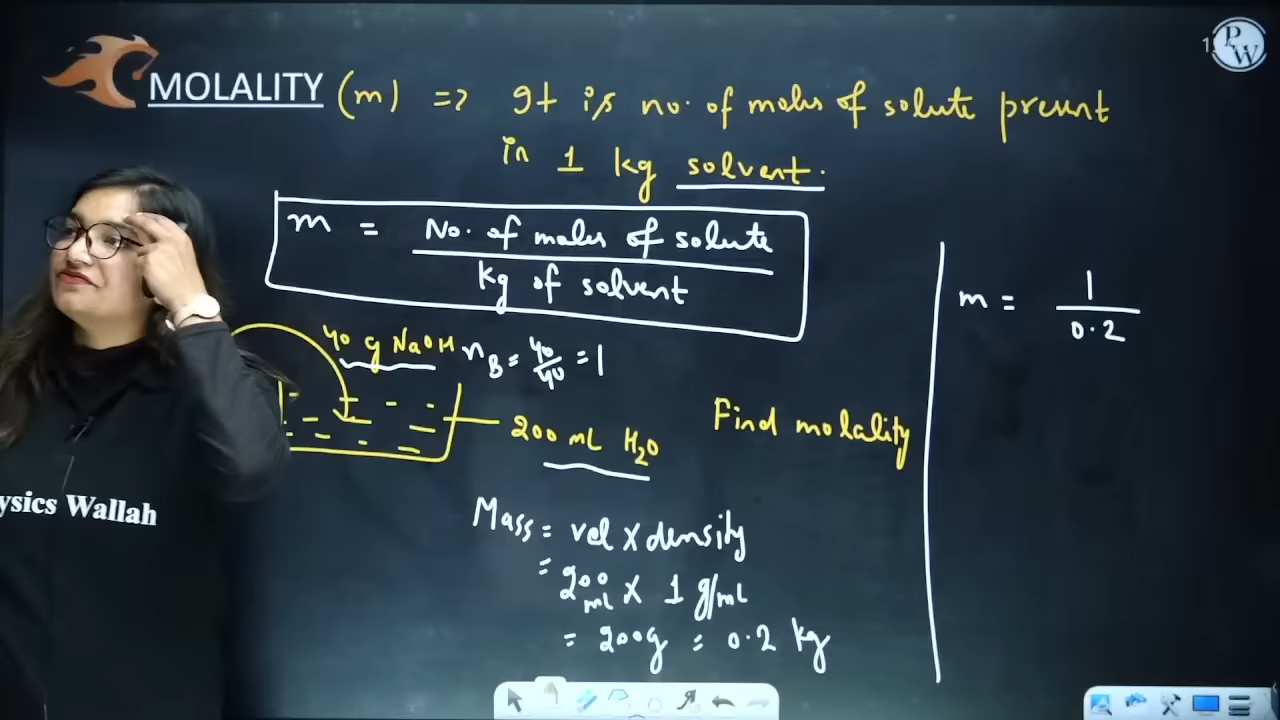 MOLALITY (m) => It is no. of moles of solute present
in 1 kg solvent.
m = No. of moles of solute
kg of solvent
m = 1
0.2
40 g NaOH n_B = 40/40 = 1
200 mL H₂O
Find molality
Mass = vol x density
= 200 mL x 1 g/mL
= 200g = 0.2 kg
ysics Wallah
1
PW